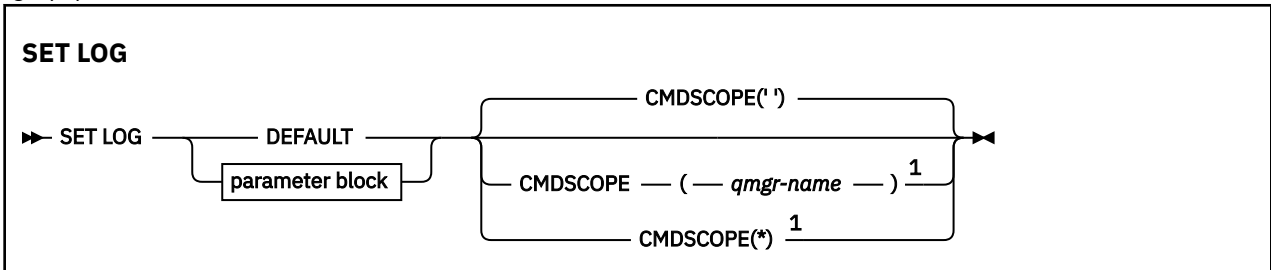 SET LOG
CMDSCOPE(' ')
SET LOG DEFAULT
parameter block
CMDSCOPE ( qmgr-name ) 1
CMDSCOPE(*) 1